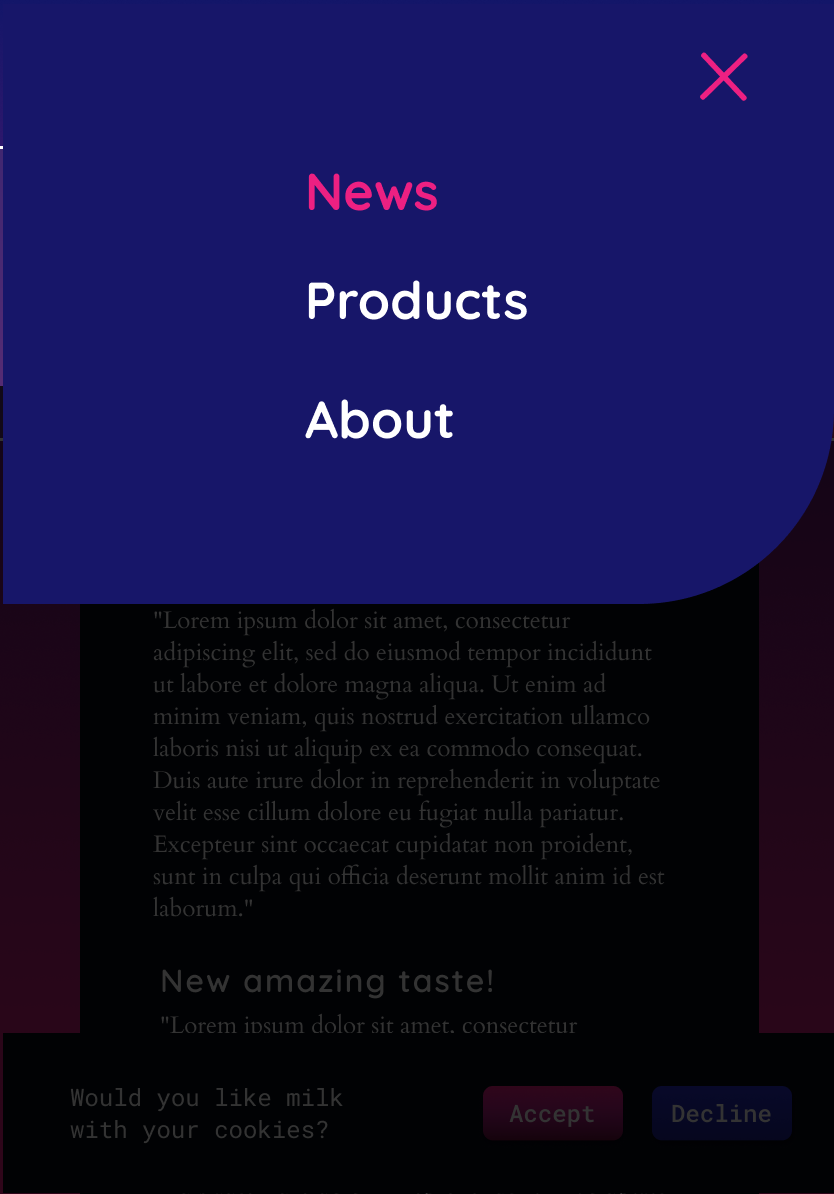 News
Products
About
"Lorem ipsum dolor sit amet, consectetur
adipiscing elit, sed do eiusmod tempor incididunt
ut labore et dolore magna aliqua. Ut enim ad
minim veniam, quis nostrud exercitation ullamco
laboris nisi ut aliquip ex ea commodo consequat.
Duis aute irure dolor in reprehenderit in voluptate
velit esse cillum dolore eu fugiat nulla pariatur.
Excepteur sint occaecat cupidatat non proident,
sunt in culpa qui officia deserunt mollit anim id est
laborum."
New amazing taste!
"Lorem ipsum dolor sit amet, consectetur
Would you like milk
with your cookies?
Accept
Decline